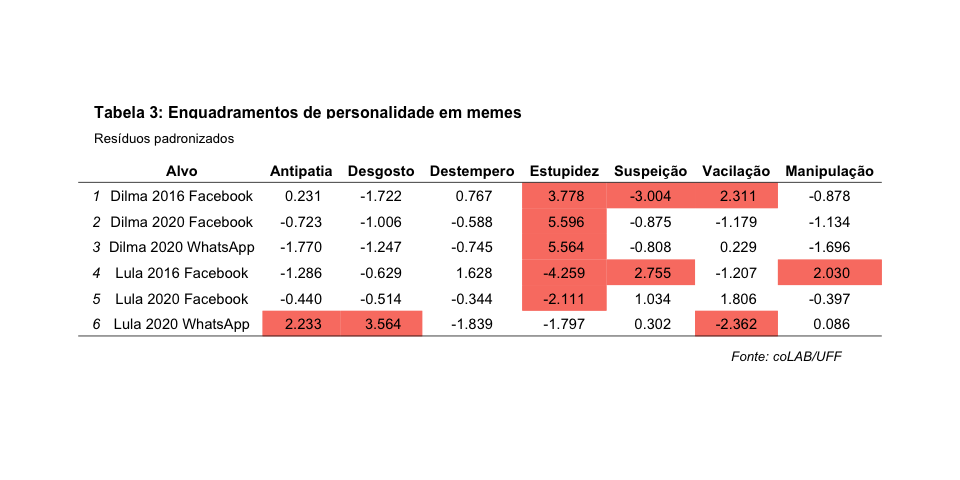 Tabela 3: Enquadramentos de personalidade em memes
Resíduos padronizados
Alvo Antipatia Desgosto Destempero Estupidez Suspeição Vacilação Manipulação
1 Dilma 2016 Facebook 0.231 -1.722 0.767 3.778 -3.004 2.311 -0.878
2 Dilma 2020 Facebook -0.723 -1.006 -0.588 5.596 -0.875 -1.179 -1.134
3 Dilma 2020 WhatsApp -1.770 -1.247 -0.745 5.564 -0.808 0.229 -1.696
4 Lula 2016 Facebook -1.286 -0.629 1.628 -4.259 2.755 -1.207 2.030
5 Lula 2020 Facebook -0.440 -0.514 -0.344 -2.111 1.034 1.806 -0.397
6 Lula 2020 WhatsApp 2.233 3.564 -1.839 -1.797 0.302 -2.362 0.086
Fonte: coLAB/UFF